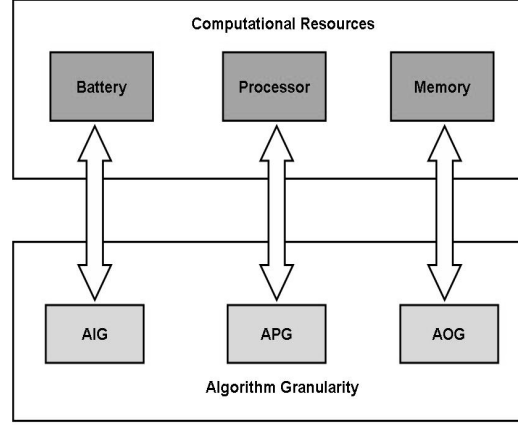 Computational Resources
Battery
Processor
Memory
AIG
APG
AOG
Algorithm Granularity